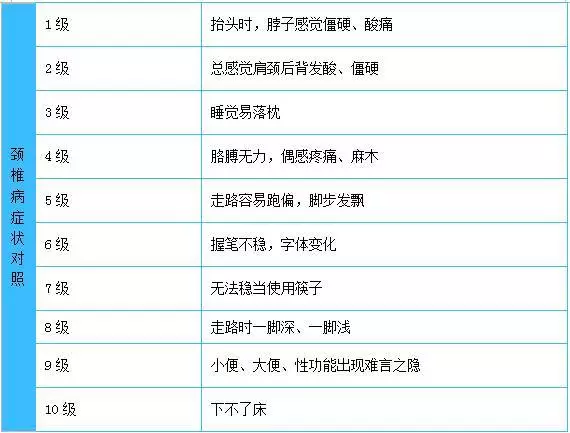 颈椎病症状对照
1 级 抬头时，脖子感觉僵硬、酸痛
2 级 总感觉肩颈后背发酸、僵硬
3 级 睡觉易落枕
4 级 胳膊无力，偶感疼痛、麻木
5 级 走路容易跑偏，脚步发飘
6 级 握笔不稳，字体变化
7 级 无法稳当使用筷子
8 级 走路时一脚深、一脚浅
9 级 小便、大便、性功能出现难言之隐
10 级 下不了床